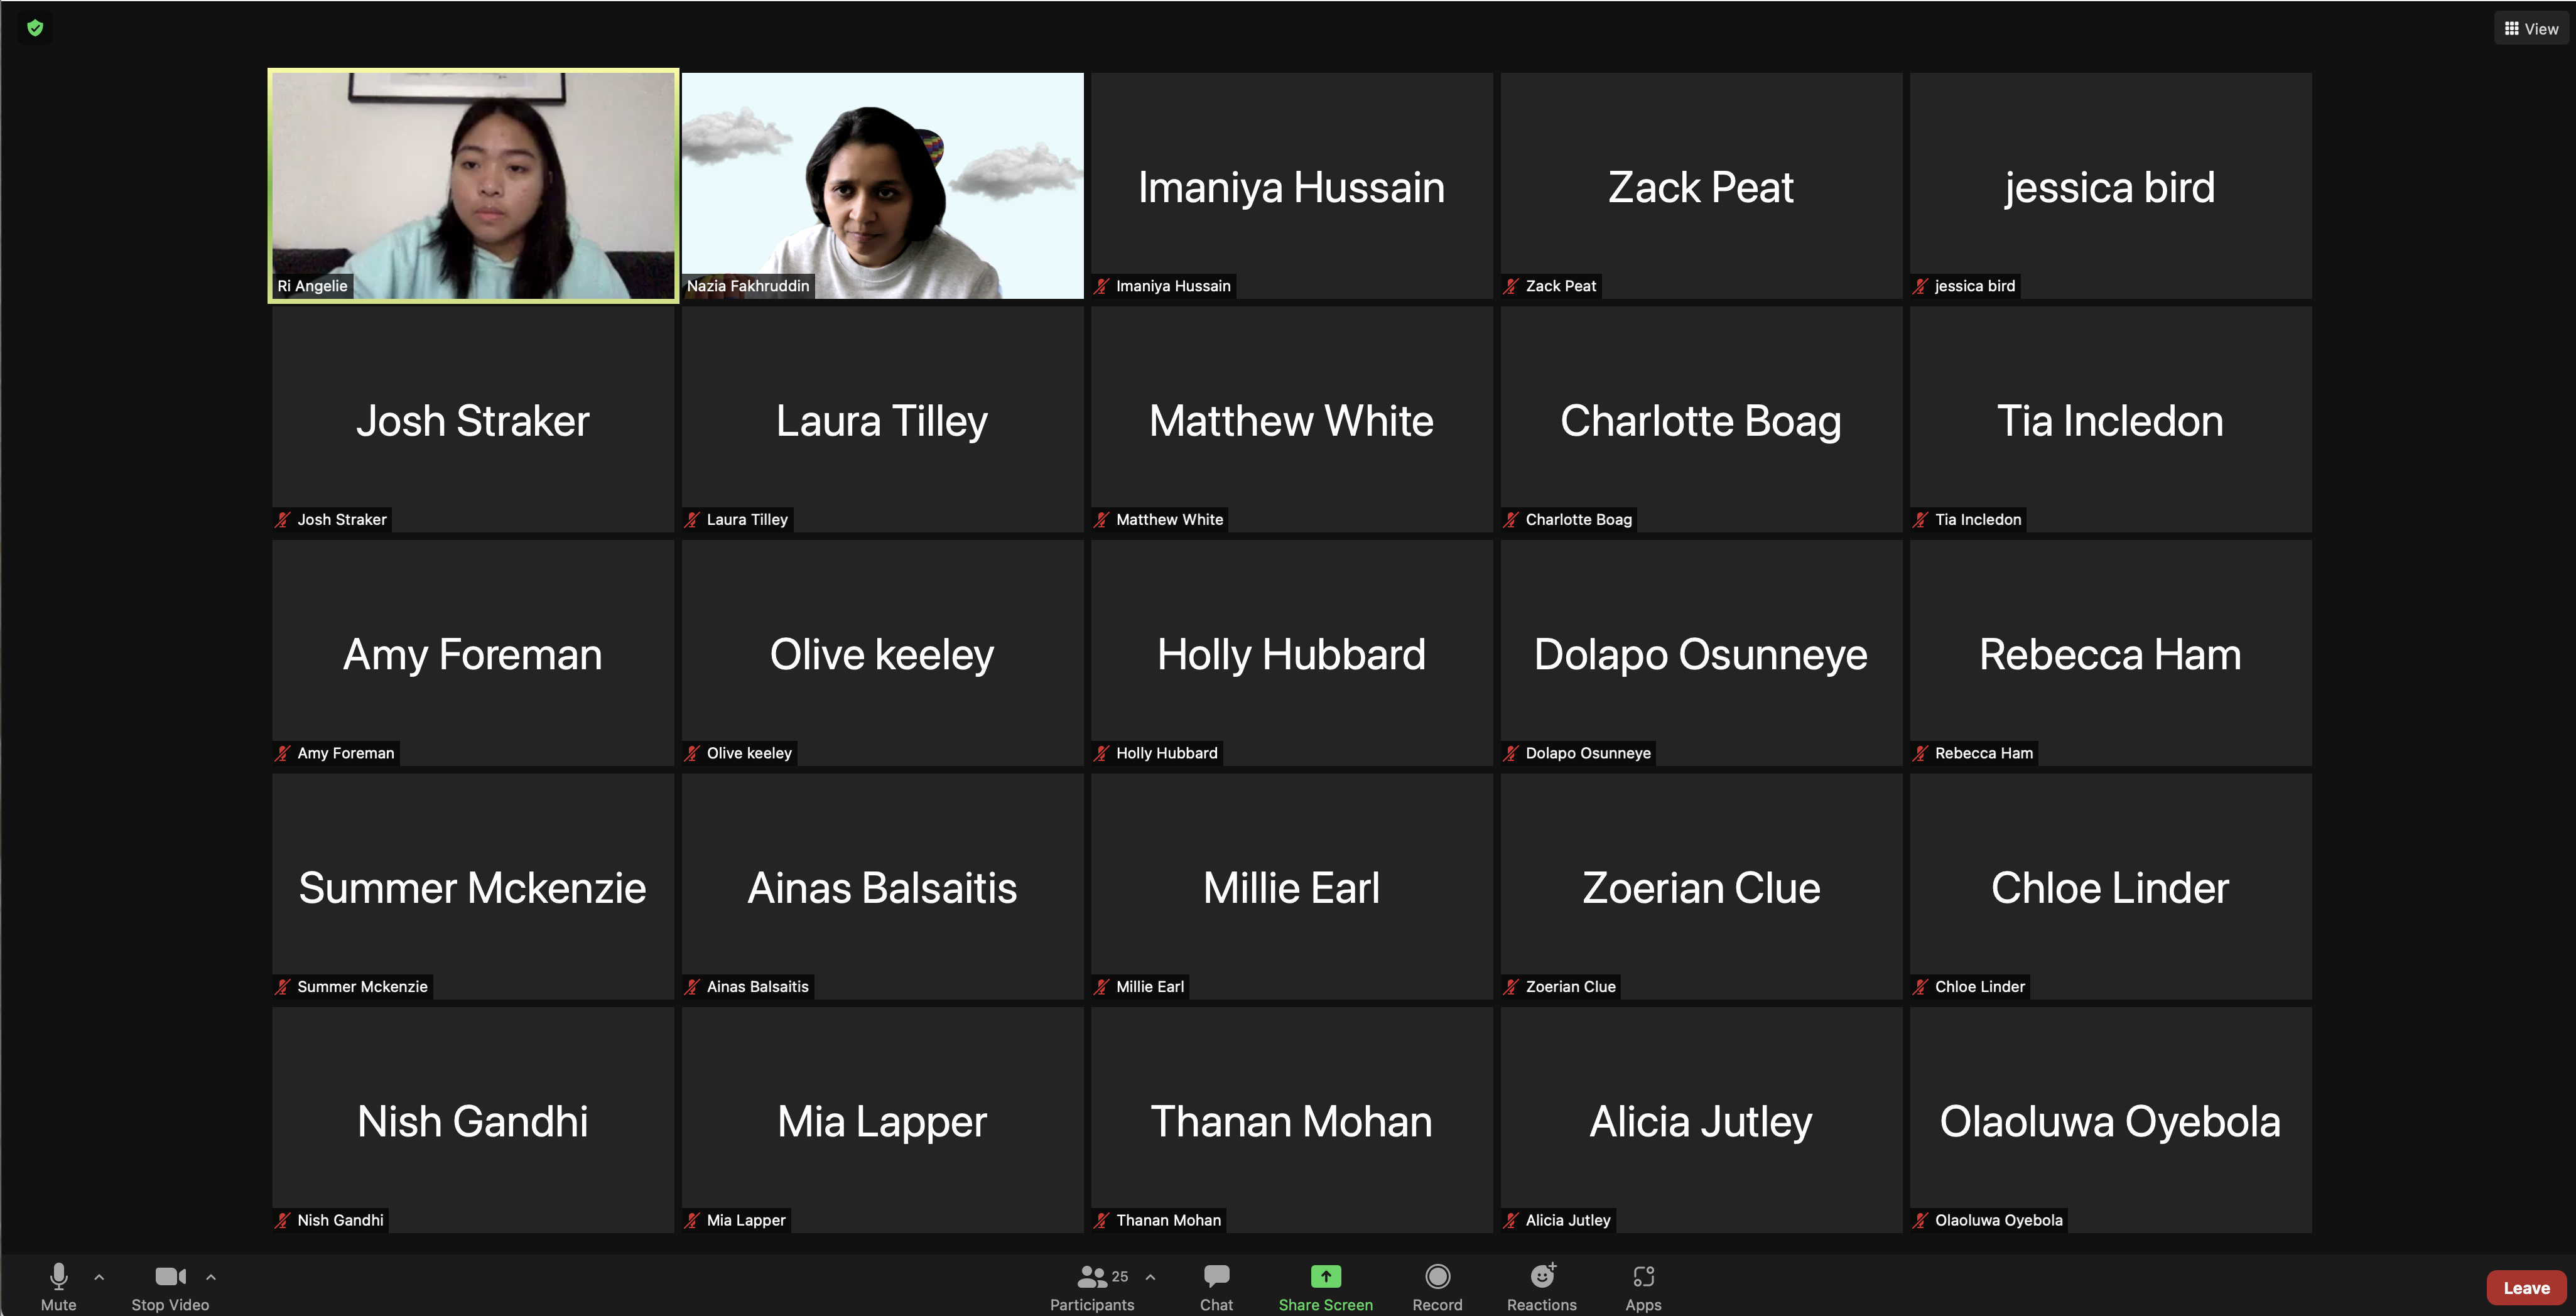 View
Imaniya Hussain
Zack Peat
jessica bird
Ri Angelie
Nazia Fakhruddin
Imaniya Hussain
Zack Peat
jessica bird
Josh Straker
Laura Tilley
Matthew White
Charlotte Boag
Tia Incledon
Josh Straker
Laura Tilley
Matthew White
Charlotte Boag
Tia Incledon
Amy Foreman
Olive keeley
Holly Hubbard
Dolapo Osunneye
Rebecca Ham
Amy Foreman
Olive keeley
Holly Hubbard
Dolapo Osunneye
Rebecca Ham
Summer Mckenzie
Ainas Balsaitis
Millie Earl
Zoerian Clue
Chloe Linder
Summer Mckenzie
Ainas Balsaitis
Millie Earl
Zoerian Clue
Chloe Linder
Nish Gandhi
Mia Lapper
Thanan Mohan
Alicia Jutley
Olaoluwa Oyebola
Nish Gandhi
Mia Lapper
Thanan Mohan
Alicia Jutley
Olaoluwa Oyebola
Mute
Stop Video
25
Participants
Chat
Share Screen
Record
Reactions
Apps
Leave